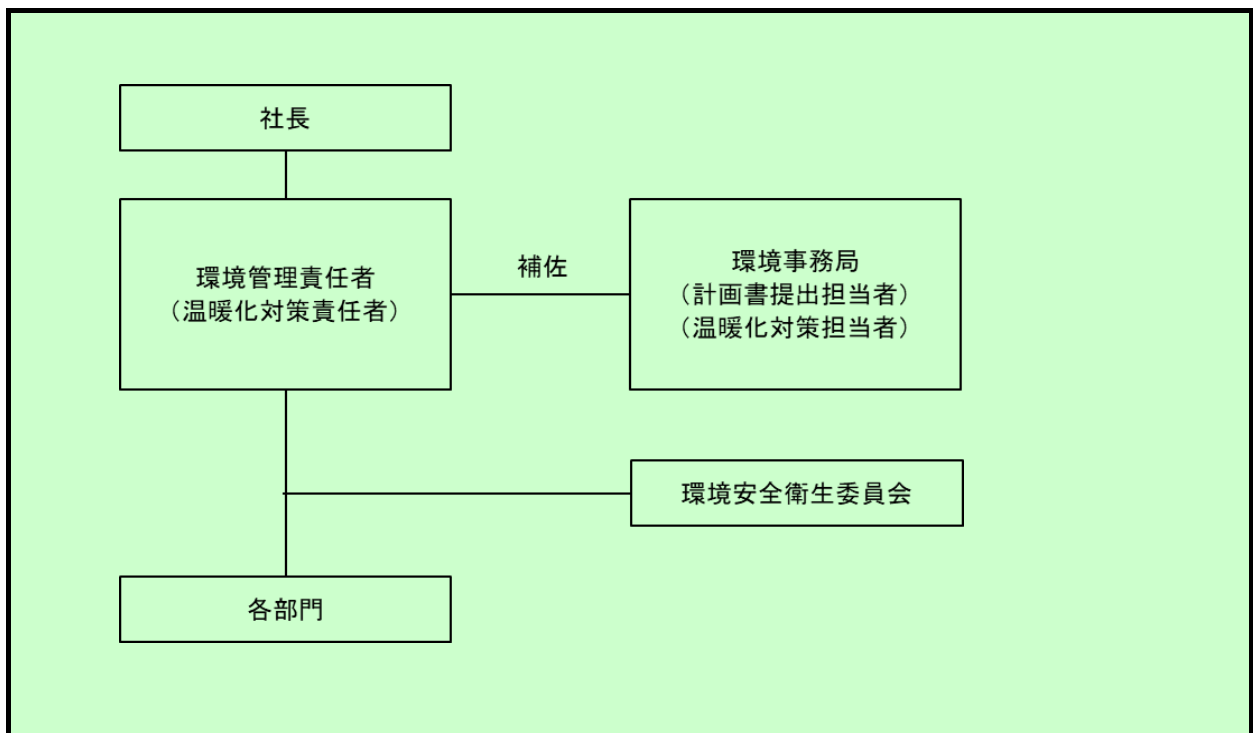 社長
環境管理責任者
（温暖化対策責任者）
補佐
環境事務局
（計画書提出担当者）
（温暖化対策担当者）
環境安全衛生委員会
各部門